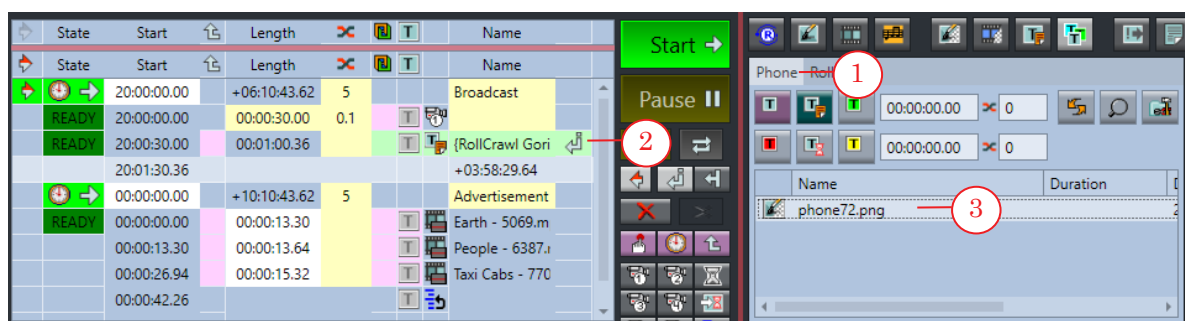 State Start Length T Name
State Start Length T Name
20:00:00.00 +06:10:43.62 5 Broadcast
READY 20:00:00.00 00:00:30.00 0.1 T 1
READY 20:00:30.00 00:01:00.36 T T {RollCrawl Gori
20:01:30.36 +03:58:29.64
00:00:00.00 +10:10:43.62 5 Advertisement
READY 00:00:00.00 00:00:13.30 T Earth - 5069.m
00:00:13.30 00:00:13.64 T People - 6387.r
00:00:26.94 00:00:15.32 T Taxi Cabs - 770
00:00:42.26 T
Start
Pause
2
>
1 2
3 4
R T T
Phone Roll 1
T T T 00:00:00.00 0
T T T 00:00:00.00 0
Name Duration
phone72.png 3